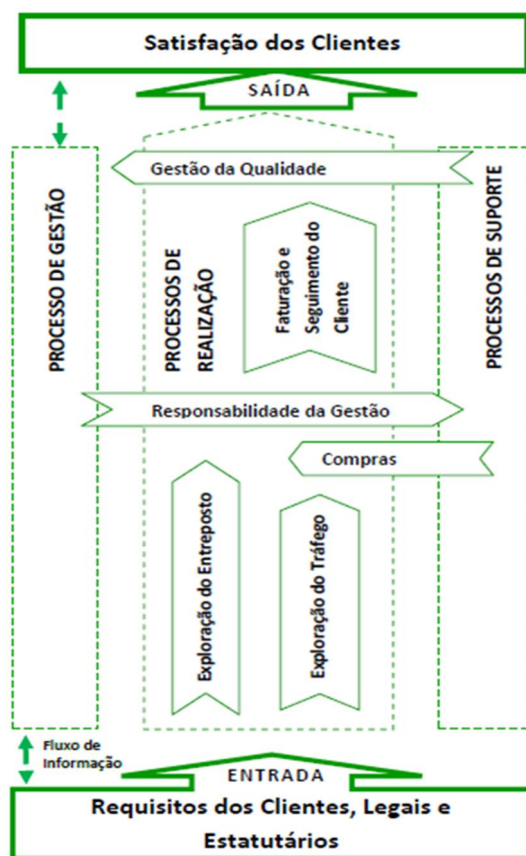 Satisfação dos Clientes
SAÍDA
Gestão da Qualidade
PROCESSO DE GESTÃO
PROCESSOS DE
REALIZAÇÃO
Faturação e
Seguimento do
Cliente
PROCESSOS DE SUPORTE
Responsabilidade da Gestão
Compras
Exploração do Entreposto
Exploração do Tráfego
Fluxo de
Informação
ENTRADA
Requisitos dos Clientes, Legais e
Estatutários